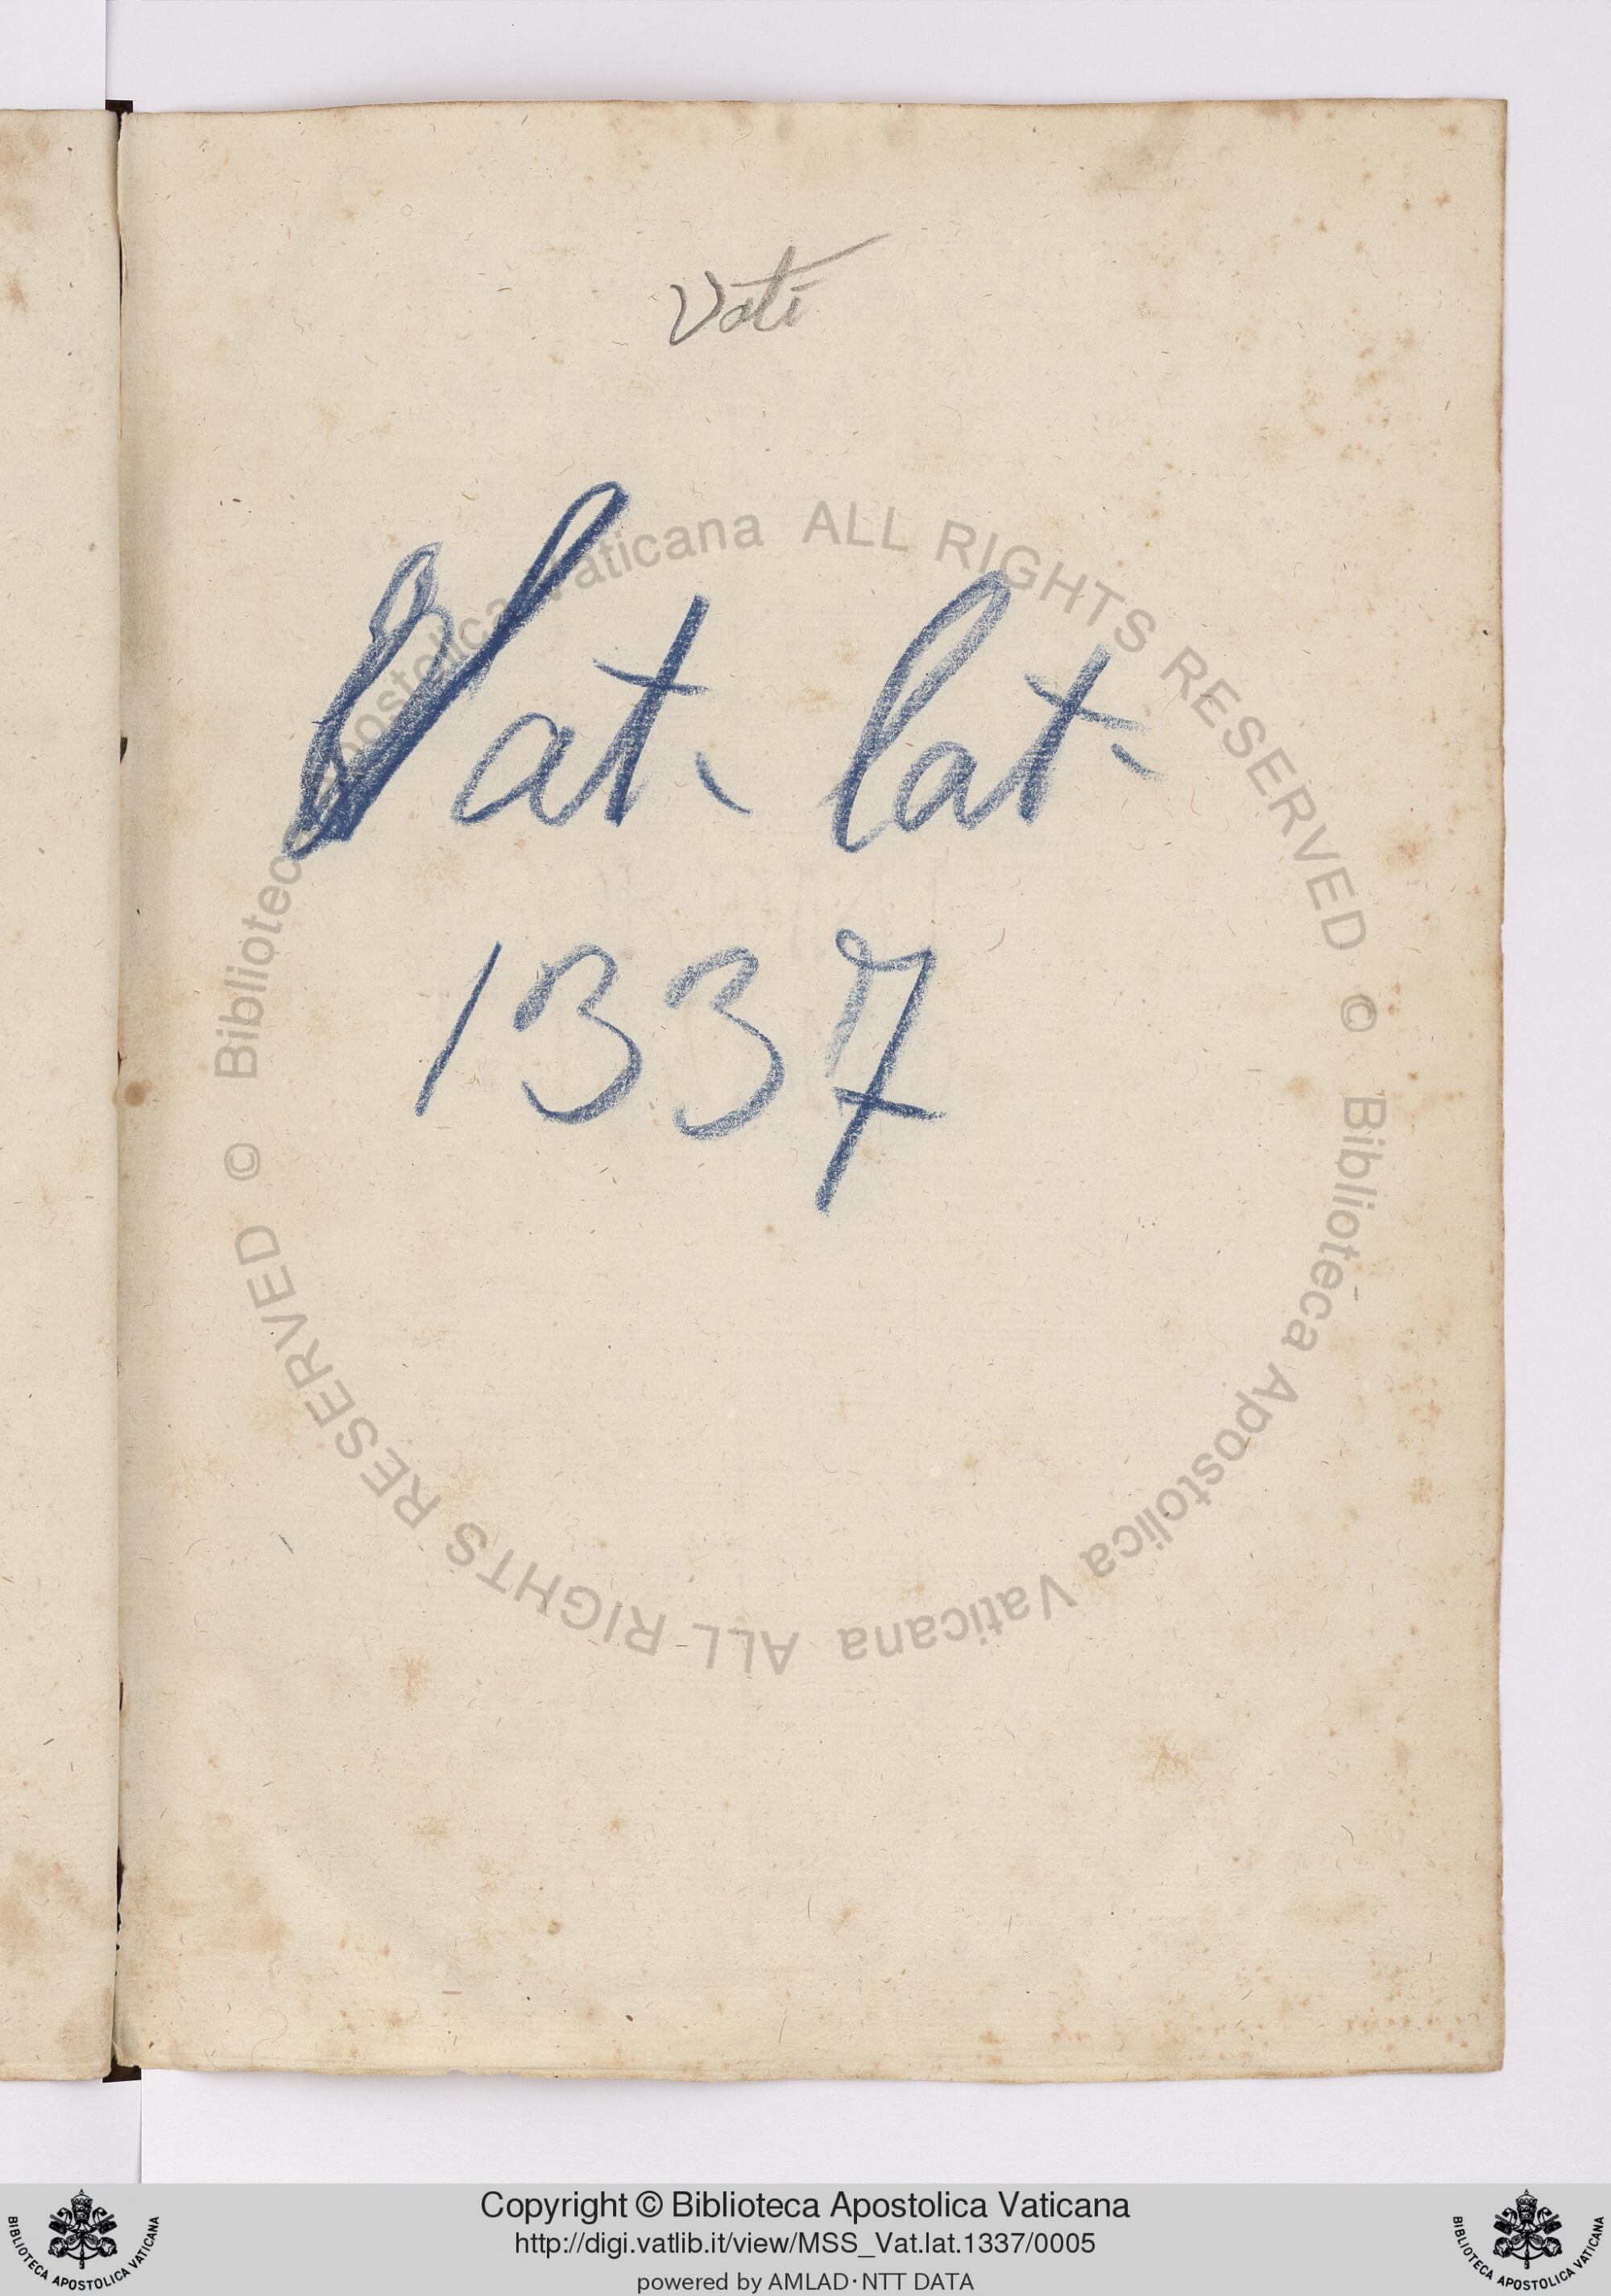 Vati
Vat. lat.
1337
© Biblioteca Apostolica Vaticana ALL RIGHTS RESERVED
© Biblioteca Apostolica Vaticana ALL RIGHTS RESERVED
BIBLIOTECA APOSTOLICA VATICANA
Copyright © Biblioteca Apostolica Vaticana
http://digi.vatlib.it/view/MSS_Vat.lat.1337/0005
powered by AMLAD·NTT DATA
BIBLIOTECA APOSTOLICA VATICANA